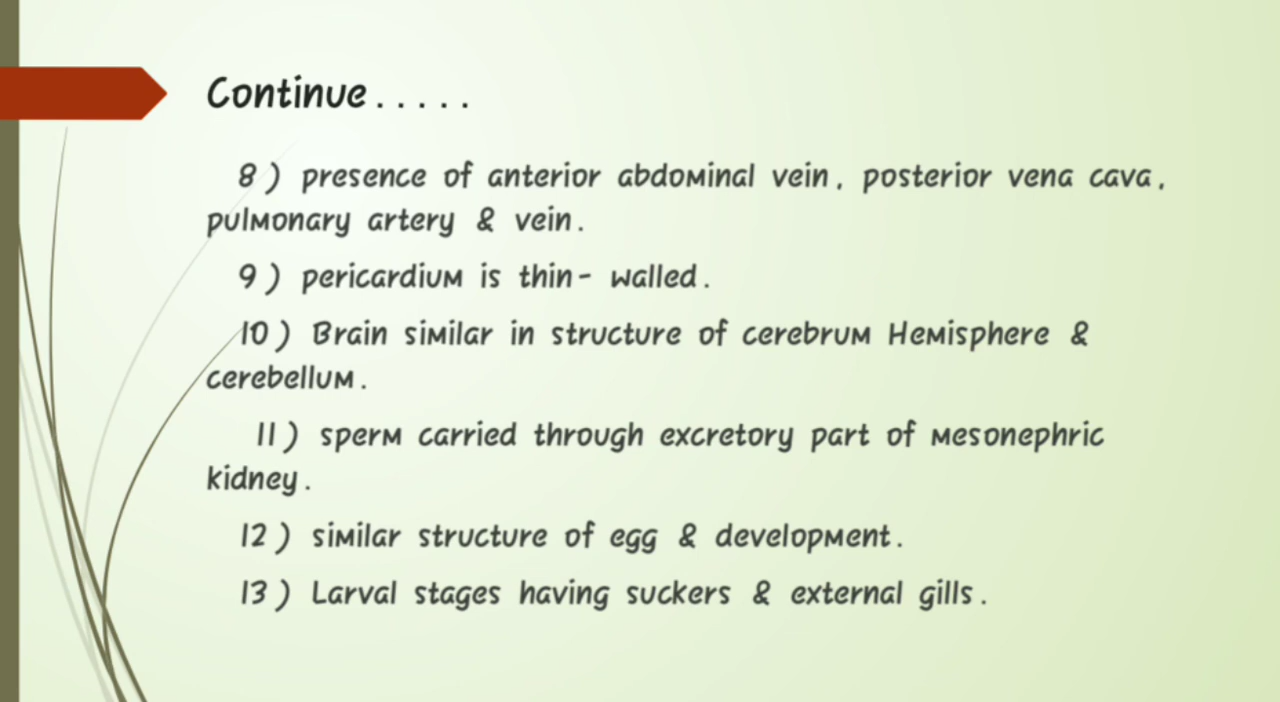 Continue.....
8) presence of anterior abdominal vein, posterior vena cava,
pulmonary artery & vein.
9) pericardium is thin- walled.
10) Brain similar in structure of cerebrum Hemisphere &
cerebellum.
11) sperm carried through excretory part of mesonephric
kidney.
12) similar structure of egg & development.
13) Larval stages having suckers & external gills.